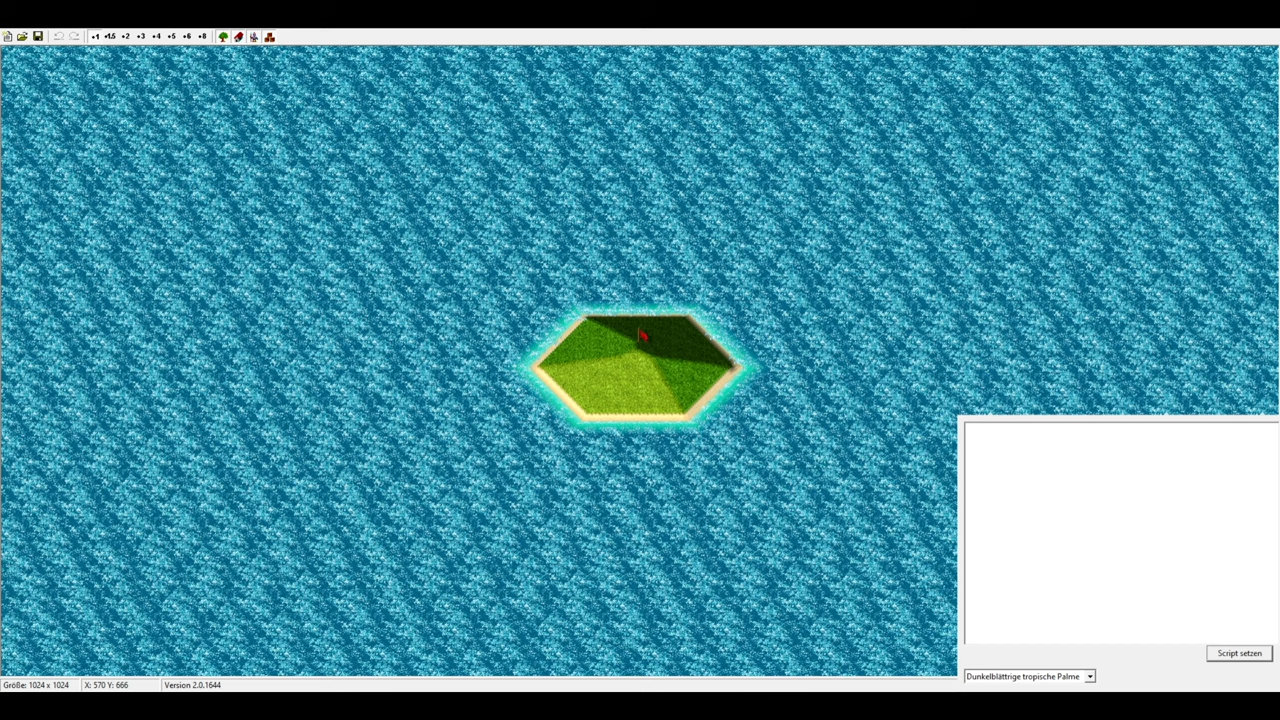 +1 +1.5 +2 +3 +4 +5 +6 +8
Script setzen
Dunkelblättrige tropische Palme
Größe: 1024 x 1024 X: 570 Y: 666 Version 2.0.1644